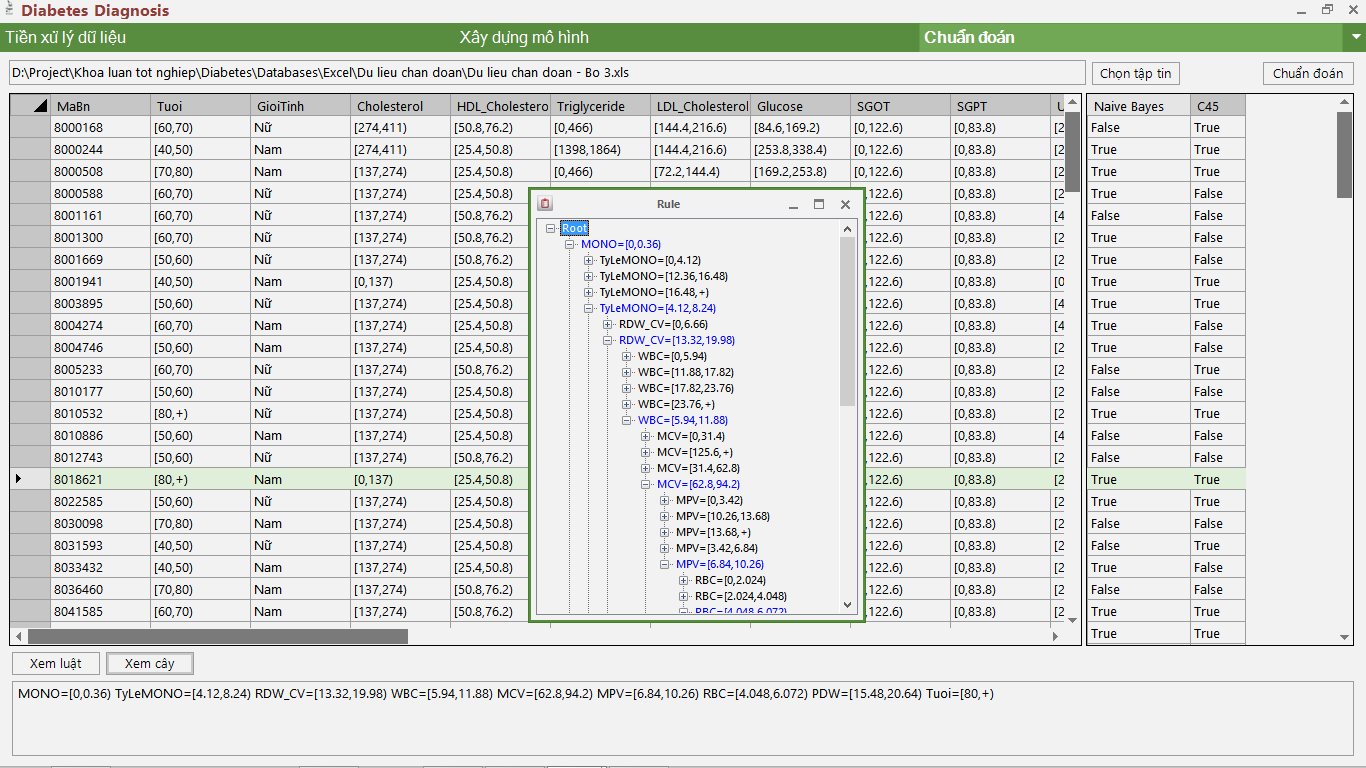 Diabetes Diagnosis
Tiền xử lý dữ liệu Xây dựng mô hình Chuẩn đoán
D:\Project\Khoa luan tot nghiep\Diabetes\Databases\Excel\Du lieu chan doan\Du lieu chan doan - Bo 3.xls Chọn tập tin Chuẩn đoán
MaBn Tuoi GioiTinh Cholesterol HDL_Cholestero Triglyceride LDL_Cholesterol Glucose SGOT SGPT U Naive Bayes C45
8000168 [60,70) Nữ [274,411) [50.8,76.2) [0,466) [144.4,216.6) [84.6,169.2) [0,122.6) [0,83.8) [2 False True
8000244 [40,50) Nam [274,411) [25.4,50.8) [1398,1864) [144.4,216.6) [253.8,338.4) [0,122.6) [0,83.8) [2 True True
8000508 [70,80) Nam [137,274) [25.4,50.8) [0,466) [72.2,144.4) [169.2,253.8) [0,122.6) [0,83.8) [2 True True
8000588 [60,70) Nữ [137,274) [25.4,50.8) ,122.6) [0,83.8) [2 True False
8001161 [60,70) Nữ [137,274) [50.8,76.2) ,122.6) [0,83.8) [4 False False
8001300 [60,70) Nữ [137,274) [50.8,76.2) ,122.6) [0,83.8) [2 True False
8001669 [60,70) Nữ [137,274) [50.8,76.2) ,122.6) [0,83.8) [2 True False
8001941 [40,50) Nam [0,137) [25.4,50.8) ,122.6) [0,83.8) [0 True False
8003895 [50,60) Nữ [137,274) [25.4,50.8) ,122.6) [0,83.8) [4 True False
8004274 [60,70) Nam [137,274) [25.4,50.8) ,122.6) [0,83.8) [4 True False
8004746 [50,60) Nam [137,274) [25.4,50.8) ,122.6) [0,83.8) [2 True False
8005233 [60,70) Nam [137,274) [50.8,76.2) ,122.6) [0,83.8) [2 False True
8010177 [50,60) Nữ [137,274) [25.4,50.8) ,122.6) [0,83.8) [2 False False
8010532 [80,+) Nữ [137,274) [25.4,50.8) ,122.6) [0,83.8) [2 True True
8010886 [50,60) Nam [137,274) [25.4,50.8) ,122.6) [0,83.8) [4 True False
8012743 [50,60) Nữ [137,274) [50.8,76.2) ,122.6) [0,83.8) [2 False False
8018621 [80,+) Nam [0,137) [25.4,50.8) ,122.6) [0,83.8) [2 True True
8022585 [50,60) Nữ [137,274) [25.4,50.8) ,122.6) [0,83.8) [2 True True
8030098 [70,80) Nam [137,274) [25.4,50.8) ,122.6) [0,83.8) [2 False True
8031593 [40,50) Nữ [137,274) [25.4,50.8) ,122.6) [0,83.8) [2 False True
8033432 [40,50) Nam [137,274) [25.4,50.8) ,122.6) [0,83.8) [2 True True
8036460 [70,80) Nam [137,274) [50.8,76.2) ,122.6) [0,83.8) [2 False True
8041585 [60,70) Nam [137,274) [50.8,76.2) ,122.6) [0,83.8) [2 True True
True True
Rule
Root
MONO=[0,0.36)
TyLeMONO=[0,4.12)
TyLeMONO=[12.36,16.48)
TyLeMONO=[16.48,+)
TyLeMONO=[4.12,8.24)
RDW_CV=[0,6.66)
RDW_CV=[13.32,19.98)
WBC=[0,5.94)
WBC=[11.88,17.82)
WBC=[17.82,23.76)
WBC=[23.76,+)
WBC=[5.94,11.88)
MCV=[0,31.4)
MCV=[125.6,+)
MCV=[31.4,62.8)
MCV=[62.8,94.2)
MPV=[0,3.42)
MPV=[10.26,13.68)
MPV=[13.68,+)
MPV=[3.42,6.84)
MPV=[6.84,10.26)
RBC=[0,2.024)
RBC=[2.024,4.048)
RBC=[4.048,6.072)
Xem luật Xem cây
MONO=[0,0.36) TyLeMONO=[4.12,8.24) RDW_CV=[13.32,19.98) WBC=[5.94,11.88) MCV=[62.8,94.2) MPV=[6.84,10.26) RBC=[4.048,6.072) PDW=[15.48,20.64) Tuoi=[80,+)